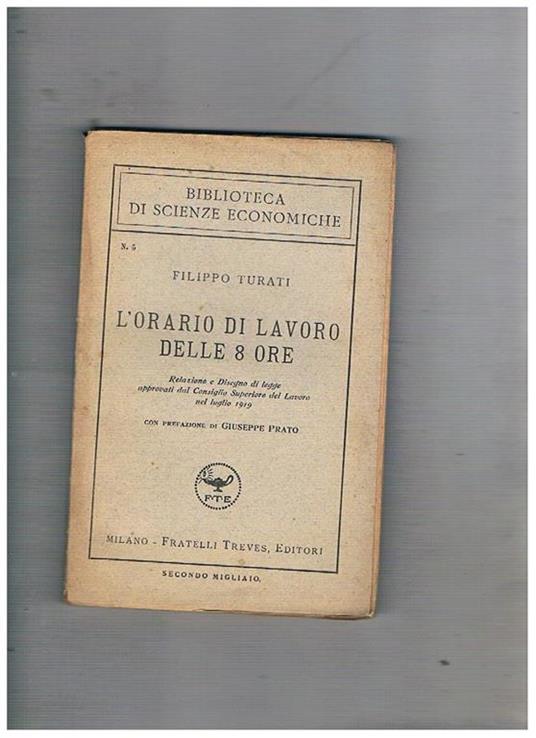 BIBLIOTECA
DI SCIENZE ECONOMICHE
N. 5
FILIPPO TURATI
L'ORARIO DI LAVORO
DELLE 8 ORE
Relazione e Disegno di legge
approvati dal Consiglio Superiore del Lavoro
nel luglio 1919
CON PREFAZIONE DI GIUSEPPE PRATO
F.T.E
MILANO - FRATELLI TREVES, EDITORI
SECONDO MIGLIAIO.